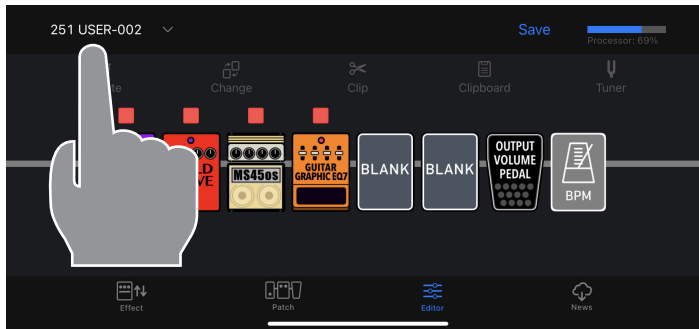 251 USER-002
Save
Processor: 69%
Change
Clip
Clipboard
Tuner
MS45os
GUITAR
GRAPHIC EQ7
BLANK
BLANK
OUTPUT
VOLUME
PEDAL
BPM
Effect
Patch
Editor
News